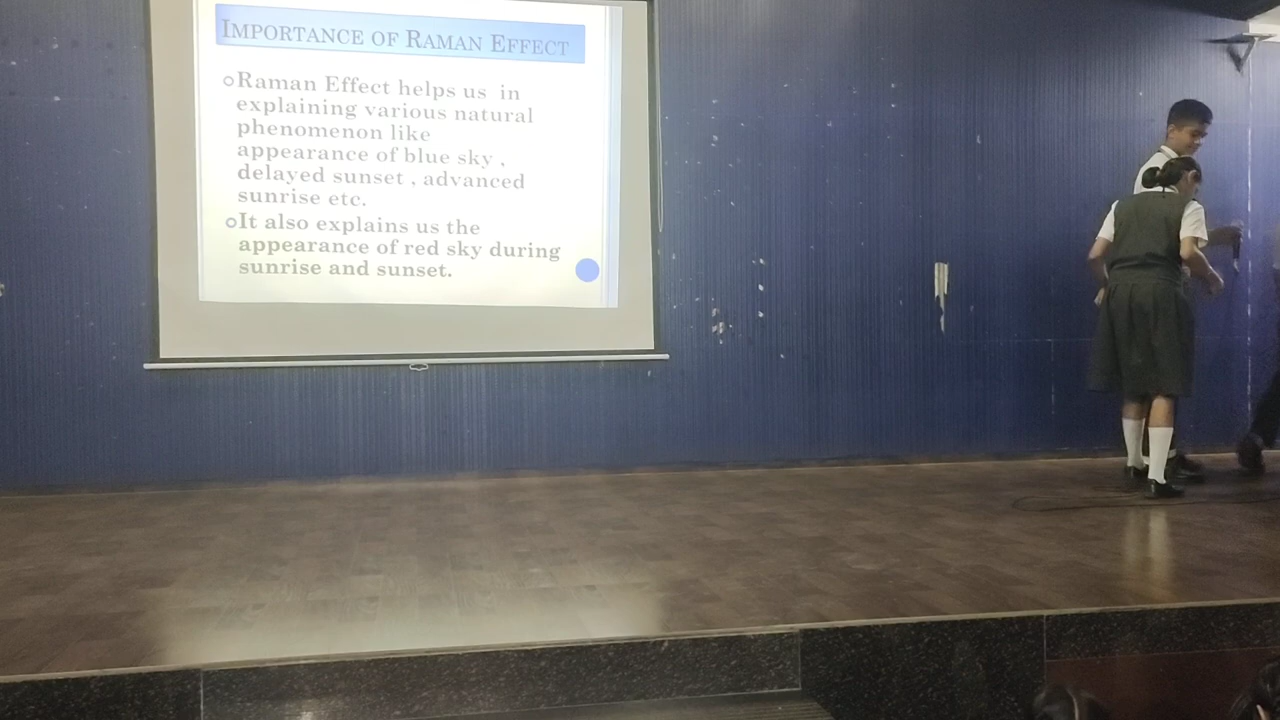 IMPORTANCE OF RAMAN EFFECT
Raman Effect helps us in
explaining various natural
phenomenon like
appearance of blue sky ,
delayed sunset , advanced
sunrise etc.
It also explains us the
appearance of red sky during
sunrise and sunset.